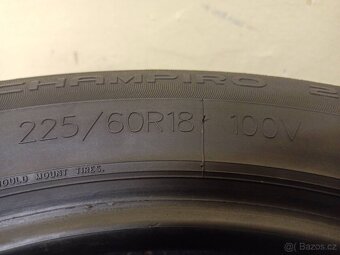 CHAMPIRO
225/60R18 100V
OULD MOUNT TIRES.
Bazos.cz